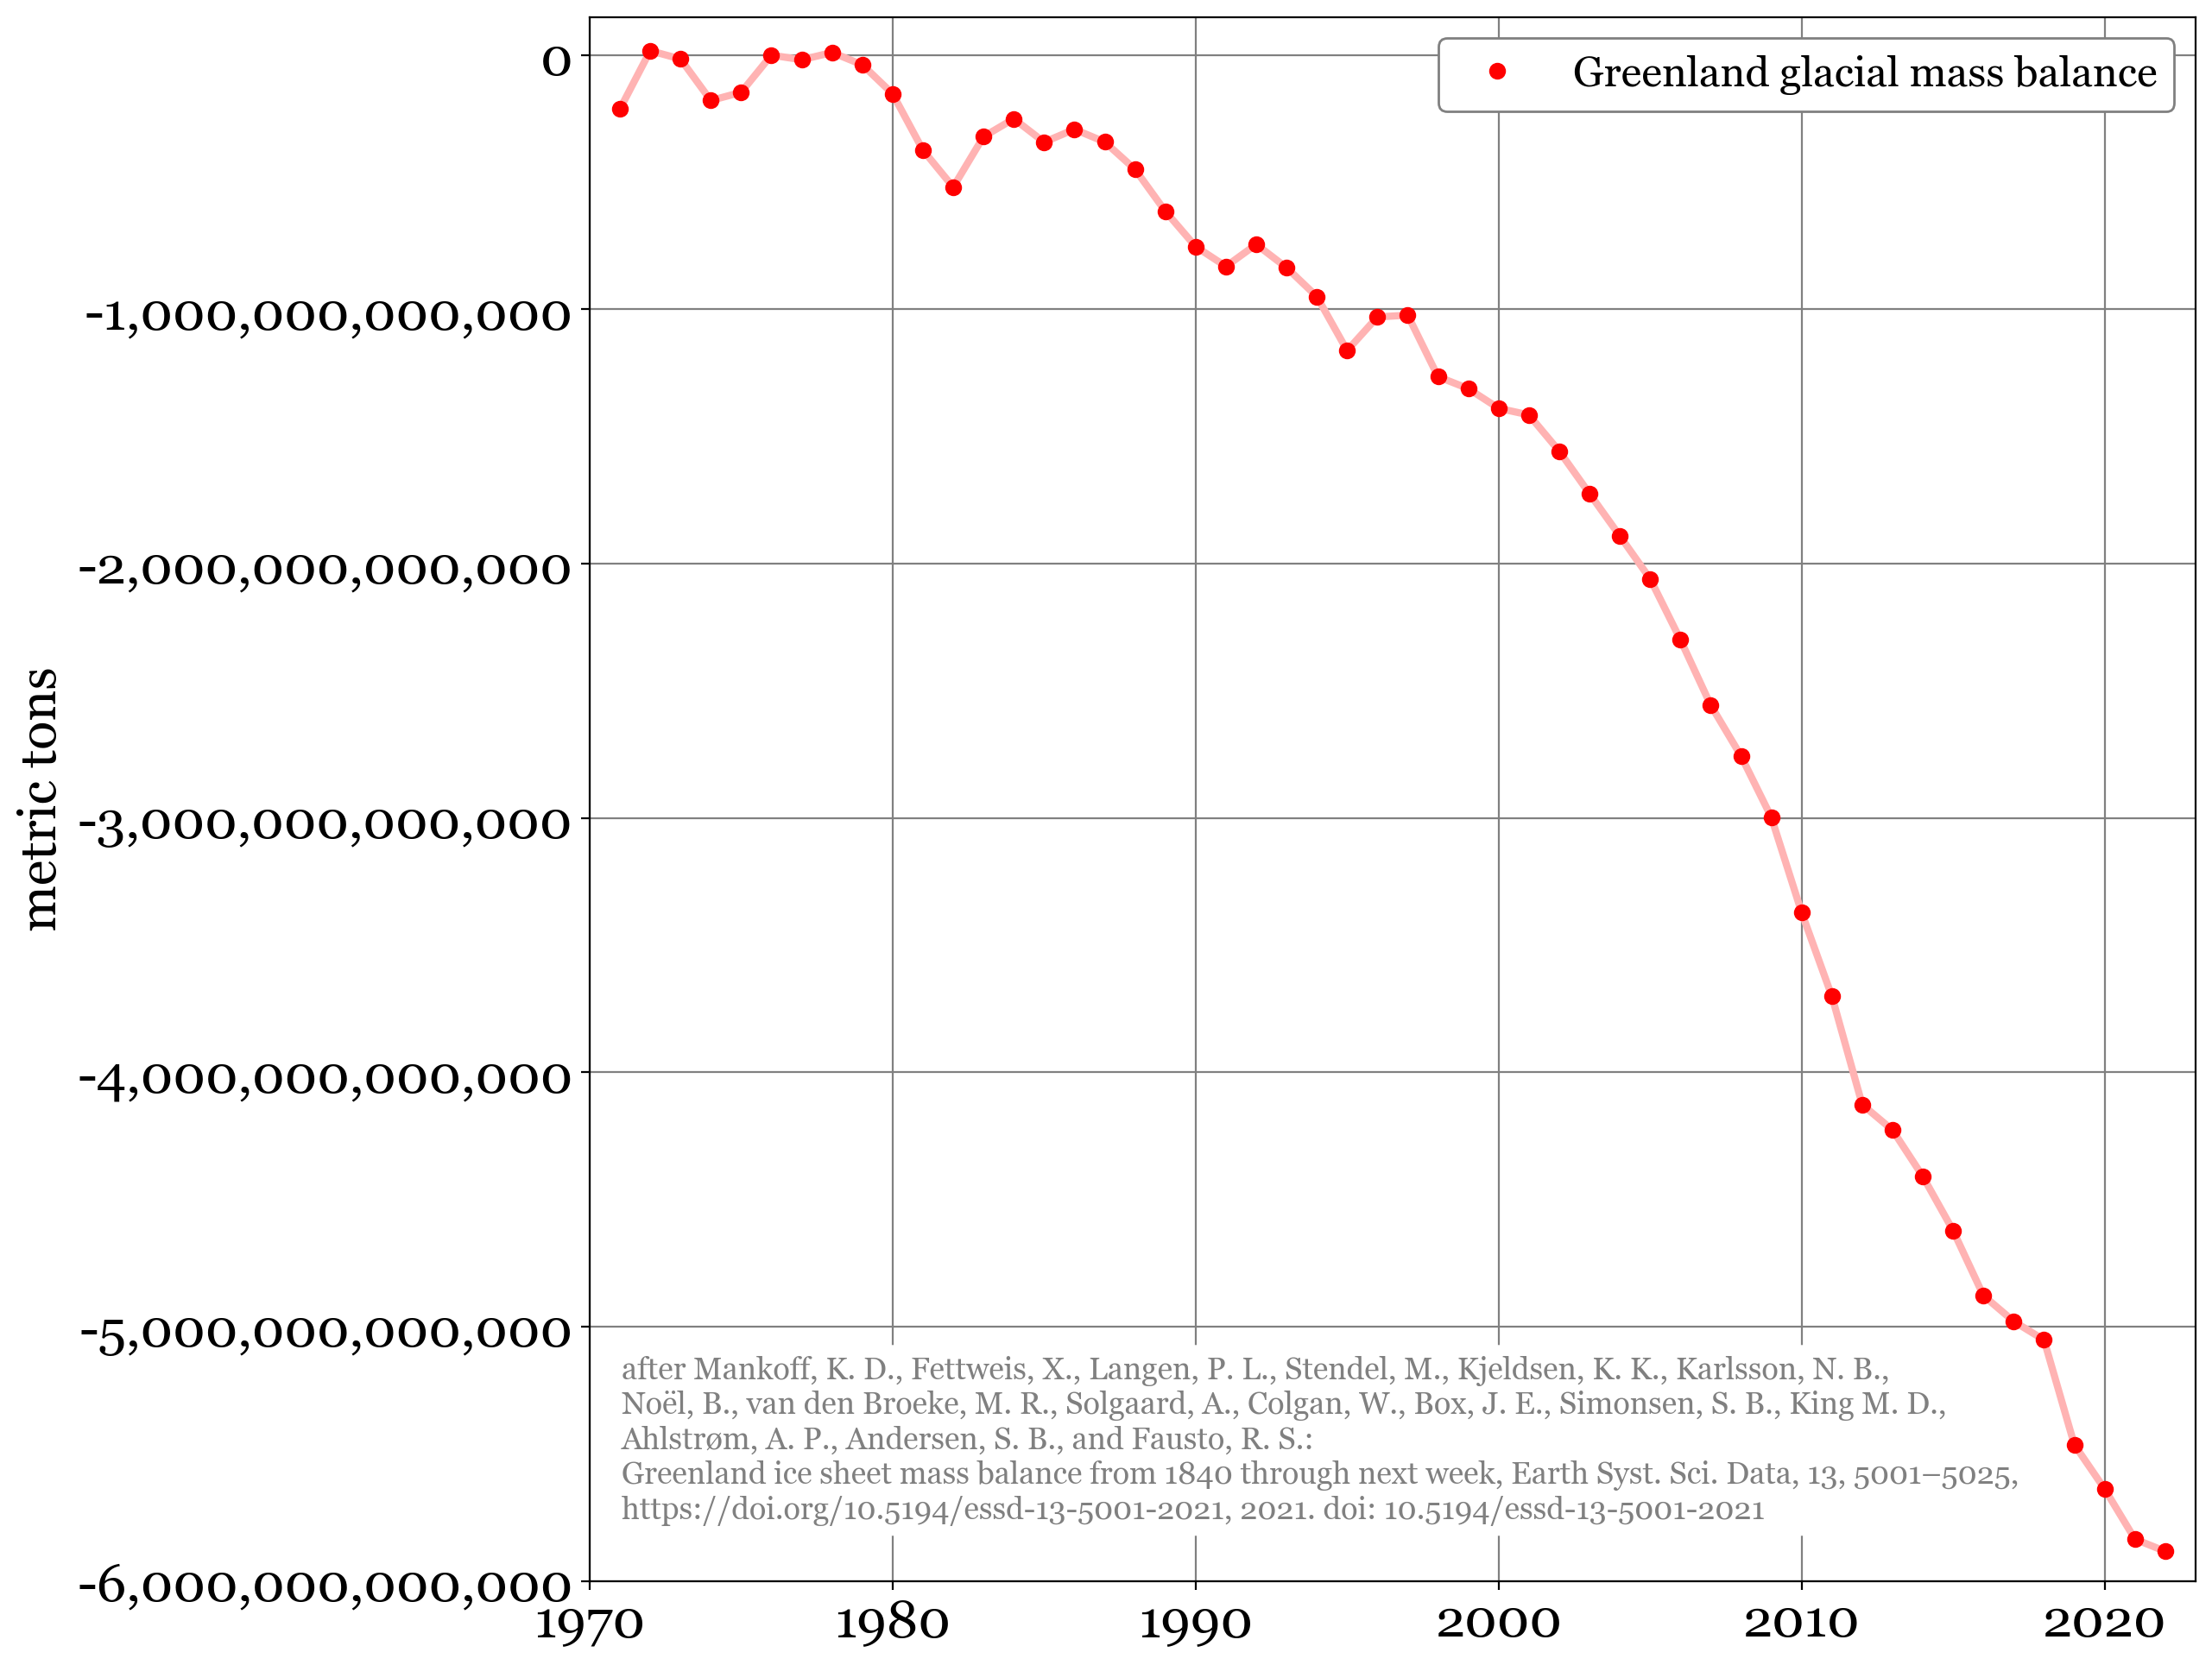 Greenland glacial mass balance
metric tons
0
-1,000,000,000,000
-2,000,000,000,000
-3,000,000,000,000
-4,000,000,000,000
-5,000,000,000,000
-6,000,000,000,000
after Mankoff, K. D., Fettweis, X., Langen, P. L., Stendel, M., Kjeldsen, K. K., Karlsson, N. B.,
Noël, B., van den Broeke, M. R., Solgaard, A., Colgan, W., Box, J. E., Simonsen, S. B., King M. D.,
Ahlstrøm, A. P., Andersen, S. B., and Fausto, R. S.:
Greenland ice sheet mass balance from 1840 through next week, Earth Syst. Sci. Data, 13, 5001–5025,
https://doi.org/10.5194/essd-13-5001-2021, 2021. doi: 10.5194/essd-13-5001-2021
1970 1980 1990 2000 2010 2020